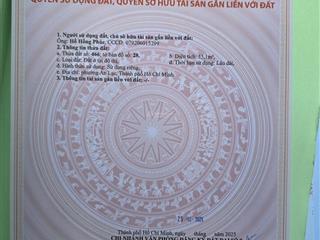 QUYỀN SỬ DỤNG ĐẤT, QUYỀN SỞ HỮU TÀI SẢN GẮN LIỀN VỚI ĐẤT
1. Người sử dụng đất, chủ sở hữu tài sản gắn liền với đất:
Ông: Hồ Hồng Phúc, CCCD:
2. Thông tin thửa đất:
a. Thửa đất số: 466; tờ bản đồ số: 20, b. Diện tích:
c. Loại đất: Đất ở tại đô thị, d. Thời hạn sử dụng: Lâu dài,
đ. Hình thức sử dụng: Sử dụng riêng,
e. Địa chỉ: phường An Lạc, Thành phố Hồ Chí Minh.
3. Thông tin tài sản gắn liền với đất: -/-
Thành phố Hồ Chí Minh, ngày tháng năm 2025
CHI NHÁNH VĂN PHÒNG ĐĂNG KÝ ĐẤT ĐAI